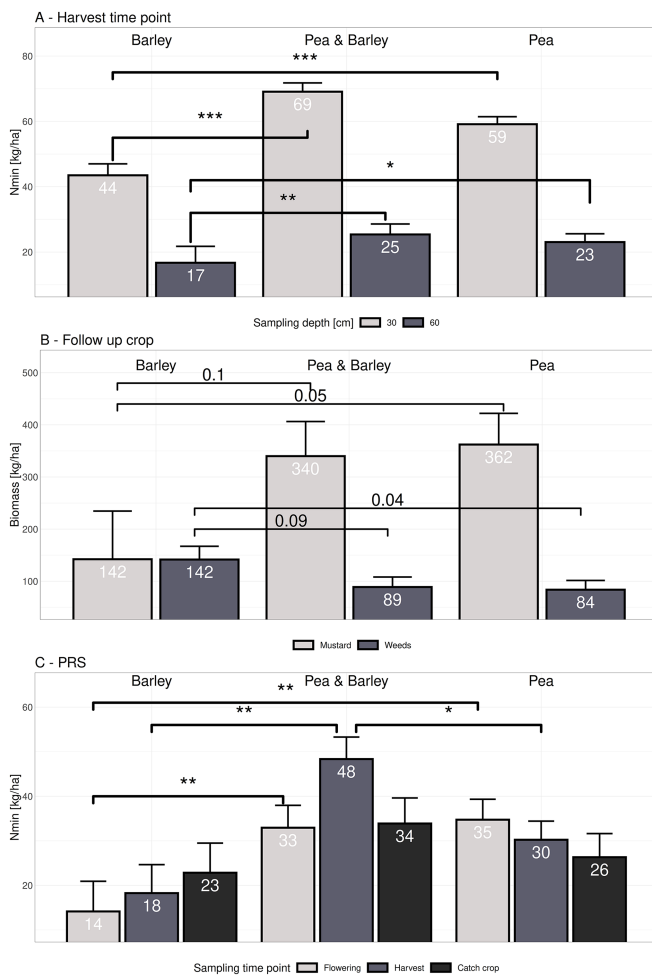 A - Harvest time point
Barley Pea & Barley Pea
80
60
40
20
Nmin [kg/ha]
***
***
*
**
44 17 69 25 59 23
Sampling depth [cm] 30 60
B - Follow up crop
Barley Pea & Barley Pea
500
400
300
200
100
Biomass [kg/ha]
0.1
0.05
0.04
0.09
142 142 340 89 362 84
Mustard Weeds
C - PRS
Barley Pea & Barley Pea
60
40
20
Nmin [kg/ha]
**
** *
**
14 18 23 33 48 34 35 30 26
Sampling time point Flowering Harvest Catch crop